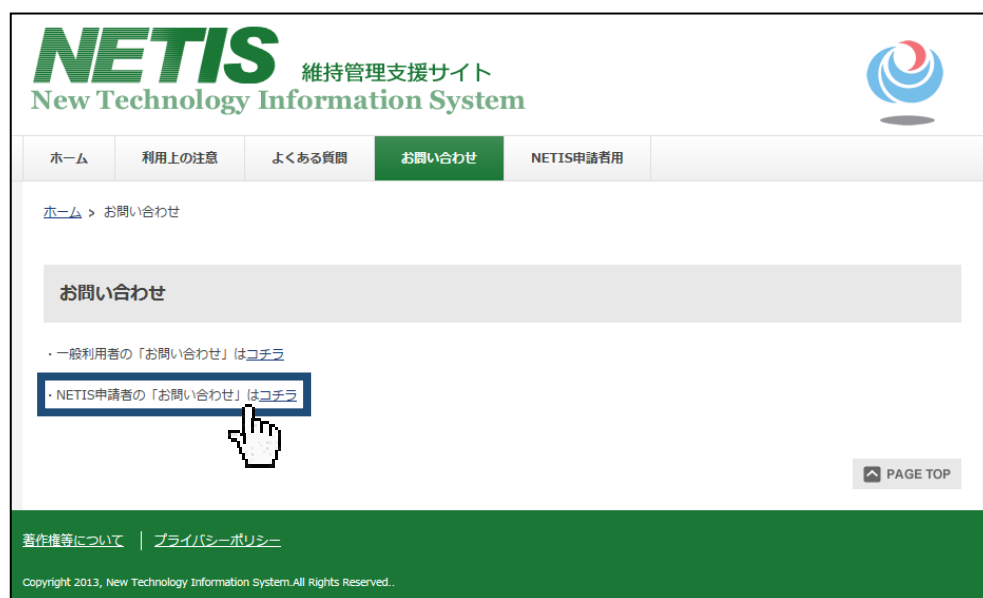 NETIS 維持管理支援サイト
New Technology Information System
ホーム 利用上の注意 よくある質問 お問い合わせ NETIS申請者用
ホーム > お問い合わせ
お問い合わせ
・一般利用者の「お問い合わせ」はコチラ
・NETIS申請者の「お問い合わせ」はコチラ
PAGE TOP
著作権等について | プライバシーポリシー
Copyright 2013, New Technology Information System.All Rights Reserved..